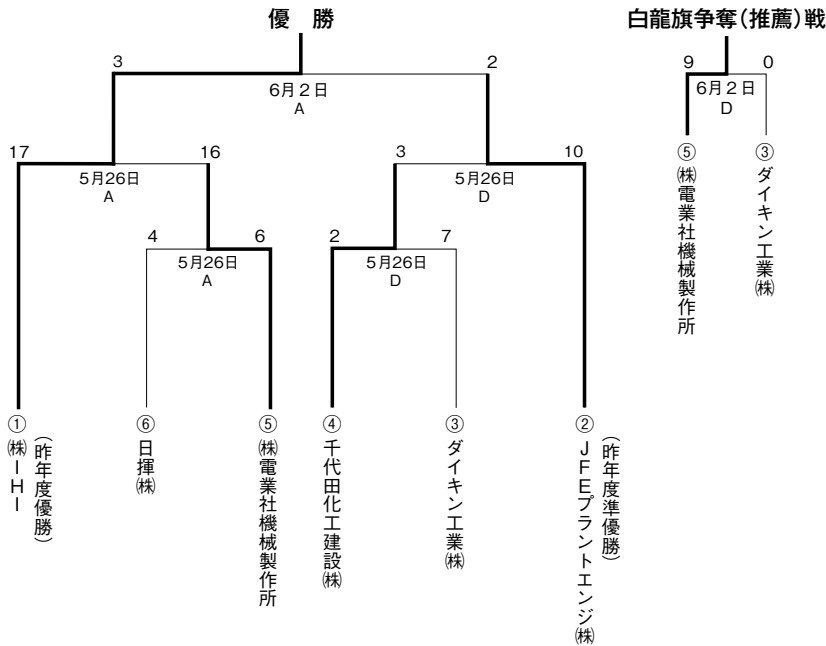 優　勝
白龍旗争奪（推薦）戦
3
2
6月2日
A
9
0
6月2日
D
17
16
5月26日
A
3
10
5月26日
D
4
6
5月26日
A
2
7
5月26日
D
⑤㈱電業社機械製作所
③ダイキン工業㈱
①㈱IHI
（昨年度優勝）
⑥日揮㈱
⑤㈱電業社機械製作所
④千代田化工建設㈱
③ダイキン工業㈱
②JFEプラントエンジ㈱
（昨年度準優勝）